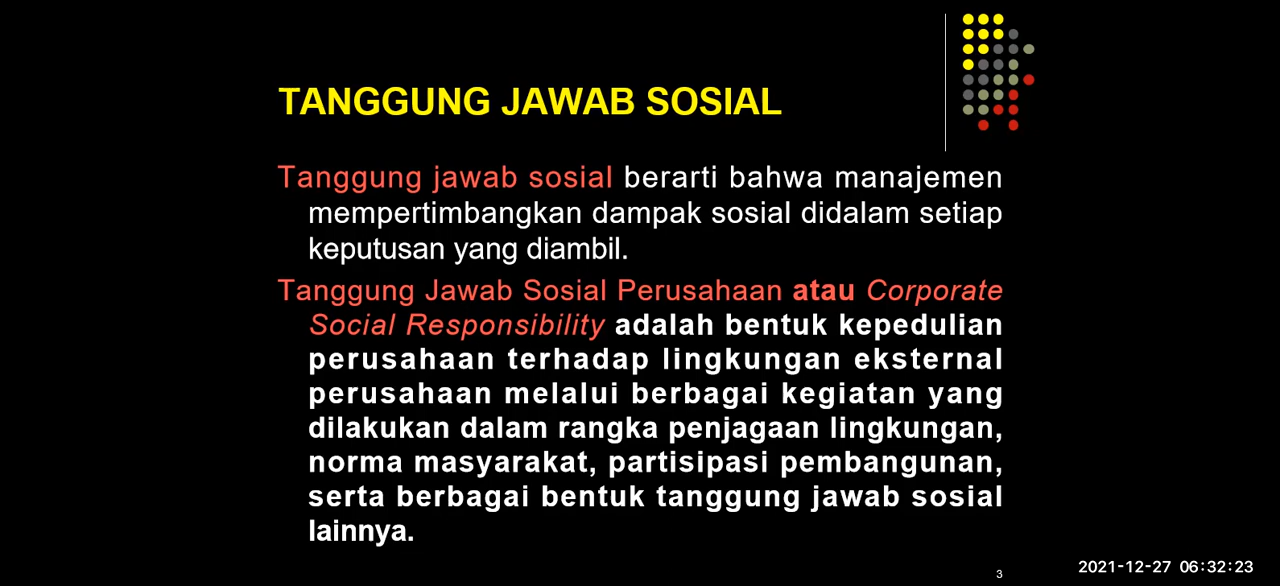 TANGGUNG JAWAB SOSIAL
Tanggung jawab sosial berarti bahwa manajemen
mempertimbangkan dampak sosial didalam setiap
keputusan yang diambil.
Tanggung Jawab Sosial Perusahaan atau Corporate
Social Responsibility adalah bentuk kepedulian
perusahaan terhadap lingkungan eksternal
perusahaan melalui berbagai kegiatan yang
dilakukan dalam rangka penjagaan lingkungan,
norma masyarakat, partisipasi pembangunan,
serta berbagai bentuk tanggung jawab sosial
lainnya.
3
2021-12-27 06:32:23